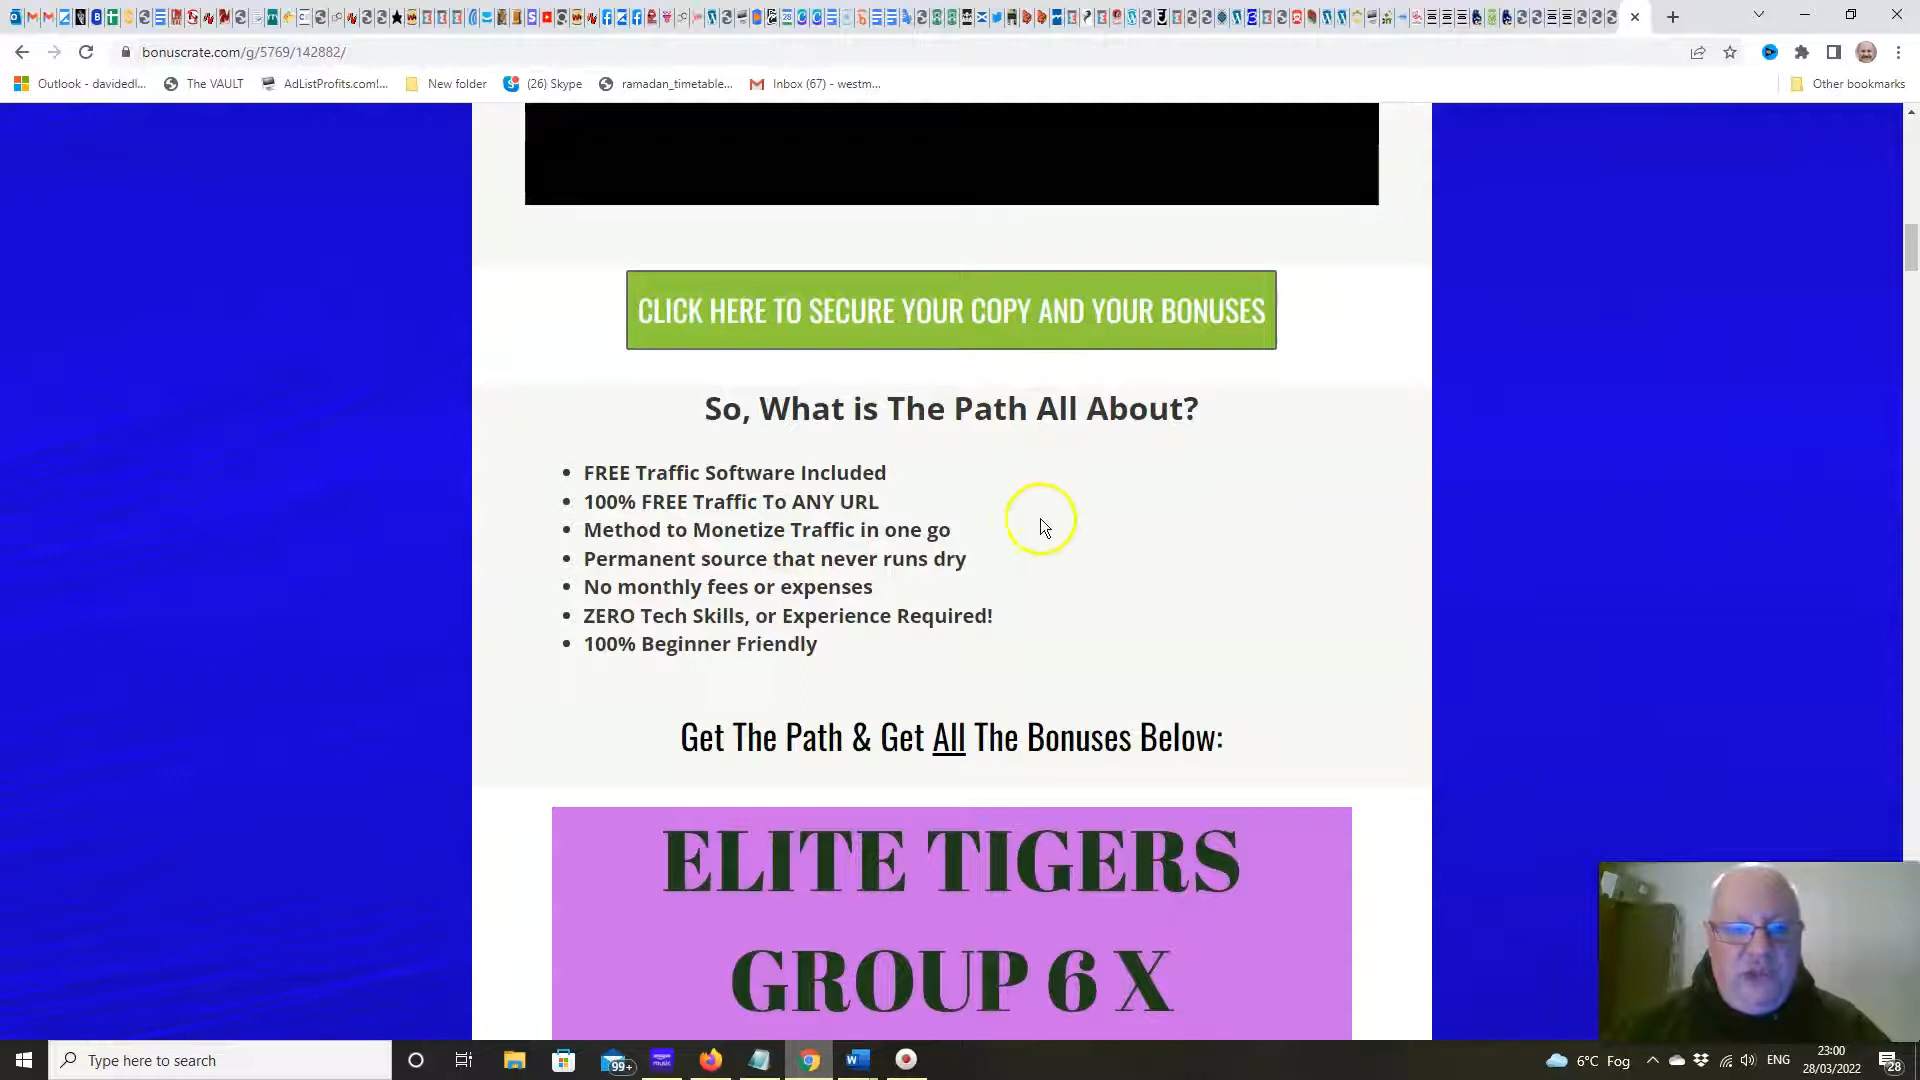 bonuscrate.com/g/5769/142882/
Outlook - davidedl...
The VAULT
AdListProfits.com!...
New folder
(26) Skype
ramadan_timetable...
Inbox (67) - westm...
Other bookmarks
CLICK HERE TO SECURE YOUR COPY AND YOUR BONUSES
So, What is The Path All About?
FREE Traffic Software Included
100% FREE Traffic To ANY URL
Method to Monetize Traffic in one go
Permanent source that never runs dry
No monthly fees or expenses
ZERO Tech Skills, or Experience Required!
100% Beginner Friendly
Get The Path & Get All The Bonuses Below:
ELITE TIGERS
GROUP 6 X
Type here to search
99+
6°C Fog
ENG
23:00
28/03/2022
28